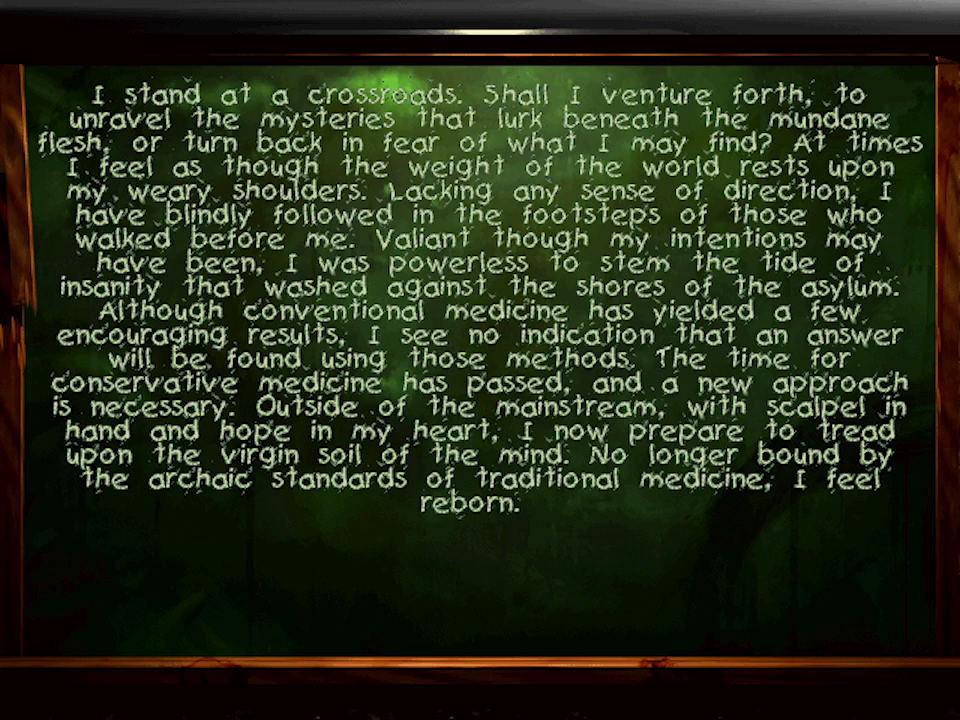 I stand at a crossroads. Shall I venture forth, to
unravel the mysteries that lurk beneath the mundane
flesh, or turn back in fear of what I may find? At times
I feel as though the weight of the world rests upon
my weary shoulders. Lacking any sense of direction, I
have blindly followed in the footsteps of those who
walked before me. Valiant though my intentions may
have been, I was powerless to stem the tide of
insanity that washed against the shores of the asylum.
Although conventional medicine has yielded a few
encouraging results, I see no indication that an answer
will be found using those methods. The time for
conservative medicine has passed, and a new approach
is necessary. Outside of the mainstream, with scalpel in
hand and hope in my heart, I now prepare to tread
upon the virgin soil of the mind. No longer bound by
the archaic standards of traditional medicine, I feel
reborn.